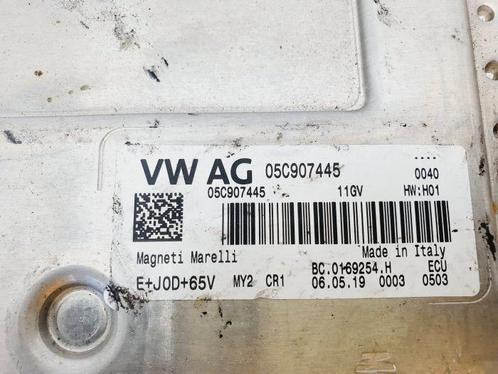 VW AG 05C907445 0040
05C907445 11GV HW:H01
Magneti Marelli Made in Italy
BC.0169254.H ECU
E+J0D+65V MY2 CR1 06.05.19 0003 0503